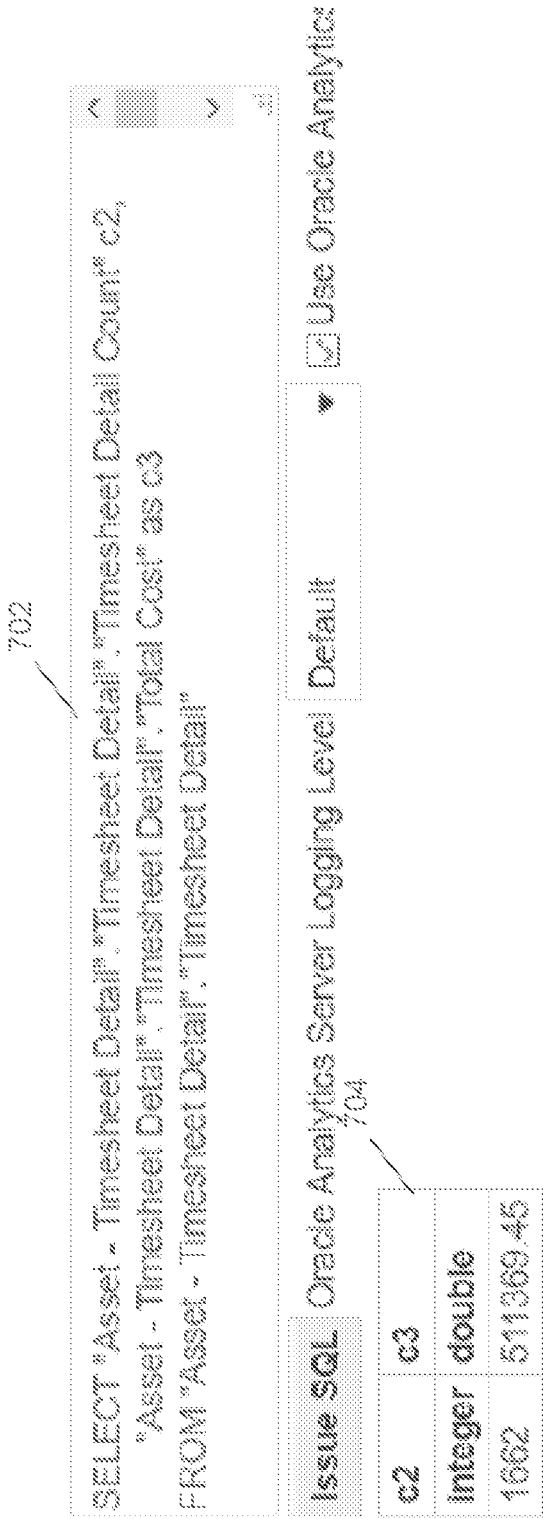 702
SELECT "Asset - Timesheet Detail"."Timesheet Detail"."Timesheet Detail Count" c2,
"Asset - Timesheet Detail"."Timesheet Detail"."Total Cost" as c3
FROM "Asset - Timesheet Detail"."Timesheet Detail"
Issue SQL Oracle Analytics Server Logging Level Default Use Oracle Analytics
704
c2 c3
integer double
1662 511369.45